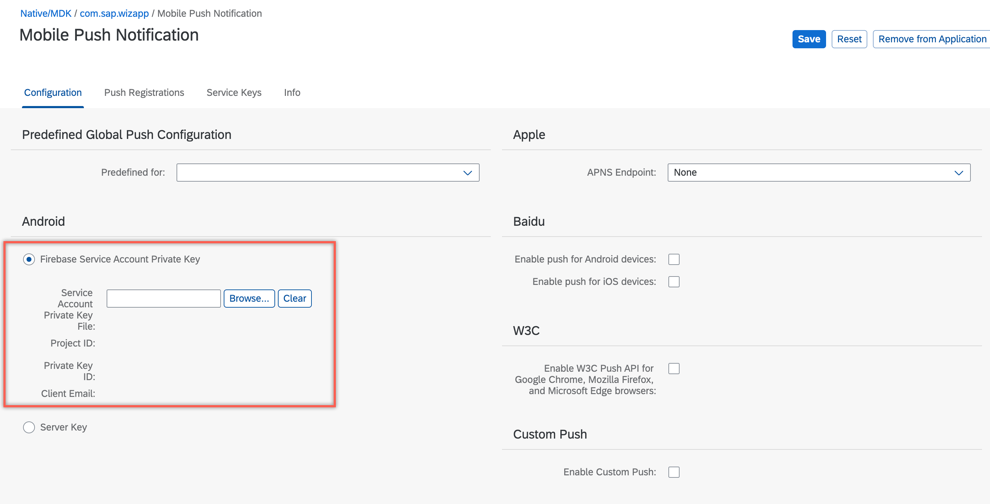 Native/MDK / com.sap.wizapp / Mobile Push Notification
Mobile Push Notification
Save Reset Remove from Application
Configuration Push Registrations Service Keys Info
Predefined Global Push Configuration
Predefined for:
Android
Firebase Service Account Private Key
Service
Account
Private Key
File:
Browse... Clear
Project ID:
Private Key
ID:
Client Email:
Server Key
Apple
APNS Endpoint: None
Baidu
Enable push for Android devices:
Enable push for iOS devices:
W3C
Enable W3C Push API for
Google Chrome, Mozilla Firefox,
and Microsoft Edge browsers:
Custom Push
Enable Custom Push: